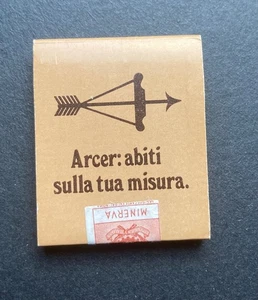 Arcer: abiti
sulla tua misura.
MINERVA